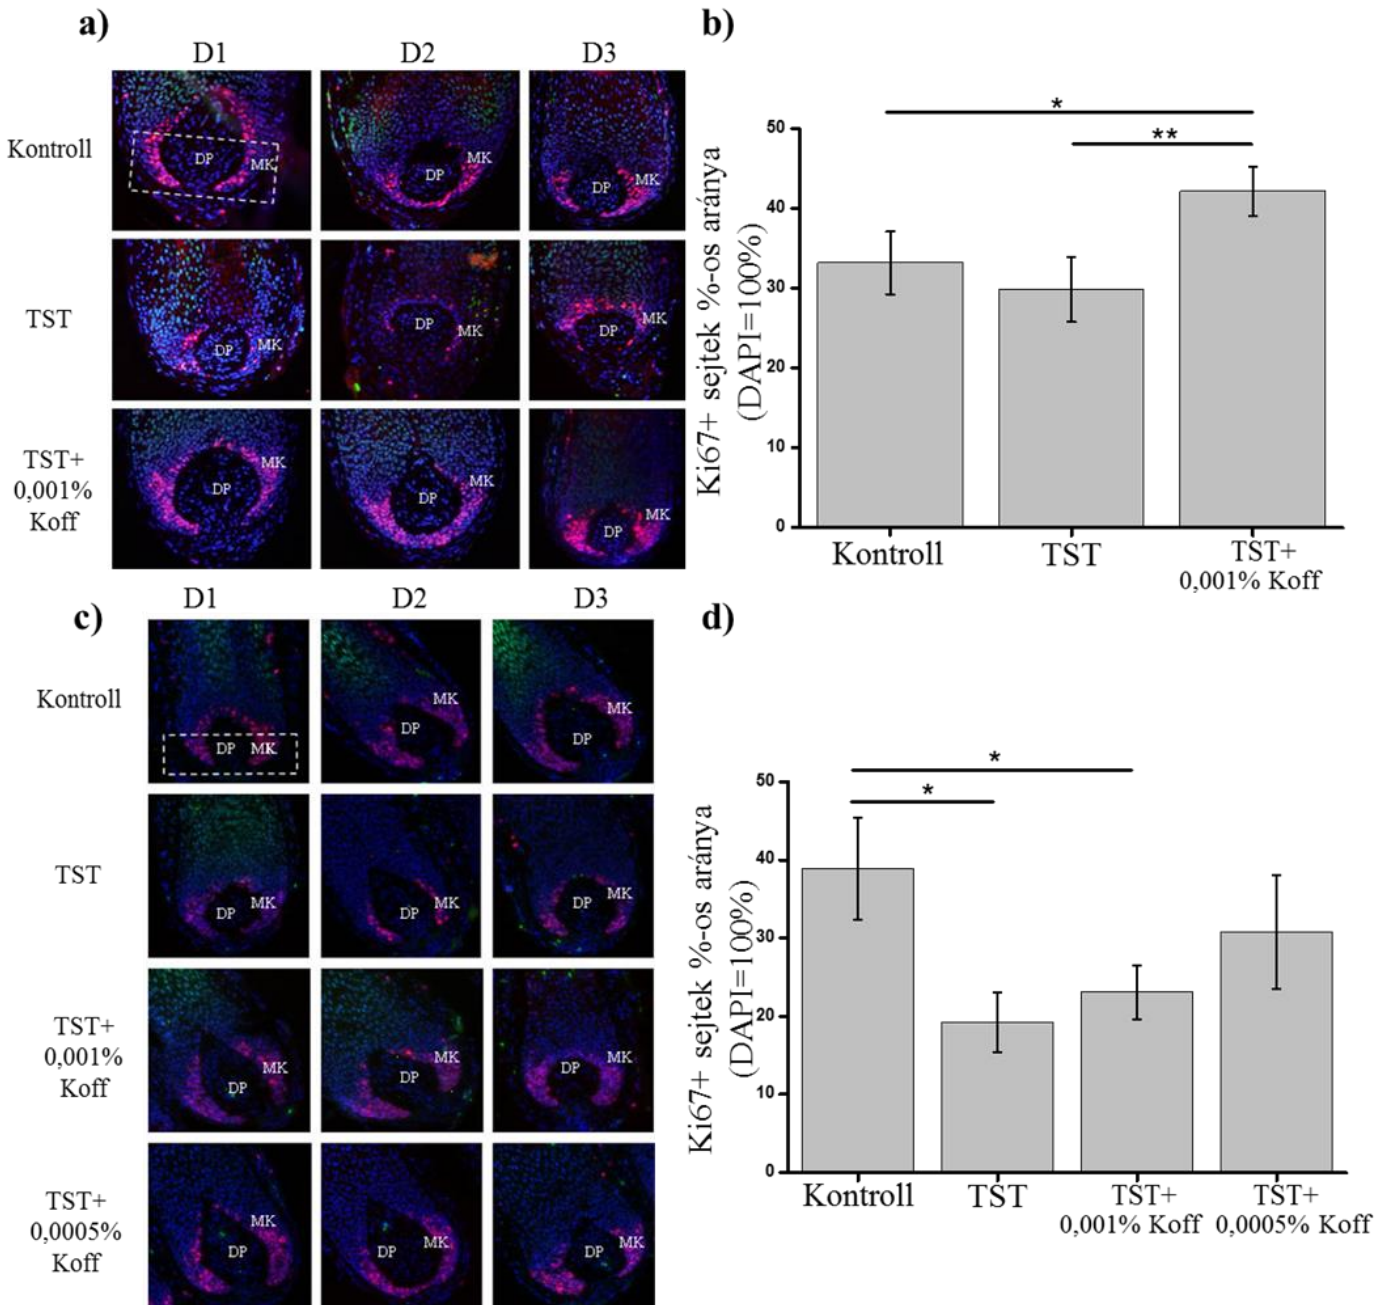 a)
D1 D2 D3
Kontroll
DP MK DP MK DP MK
TST
DP MK DP MK DP MK
TST+
0,001%
Koff
DP MK DP MK DP MK
b)
Ki67+ sejtek %-os aránya
(DAPI=100%)
50
40
30
20
10
0
*
**
Kontroll TST TST+
0,001% Koff
c)
D1 D2 D3
Kontroll
DP MK DP MK DP MK
TST
DP MK DP MK DP MK
TST+
0,001%
Koff
DP MK DP MK DP MK
TST+
0,0005%
Koff
DP MK DP MK DP MK
d)
Ki67+ sejtek %-os aránya
(DAPI=100%)
50
40
30
20
10
0
*
*
Kontroll TST TST+ TST+
0,001% Koff 0,0005% Koff